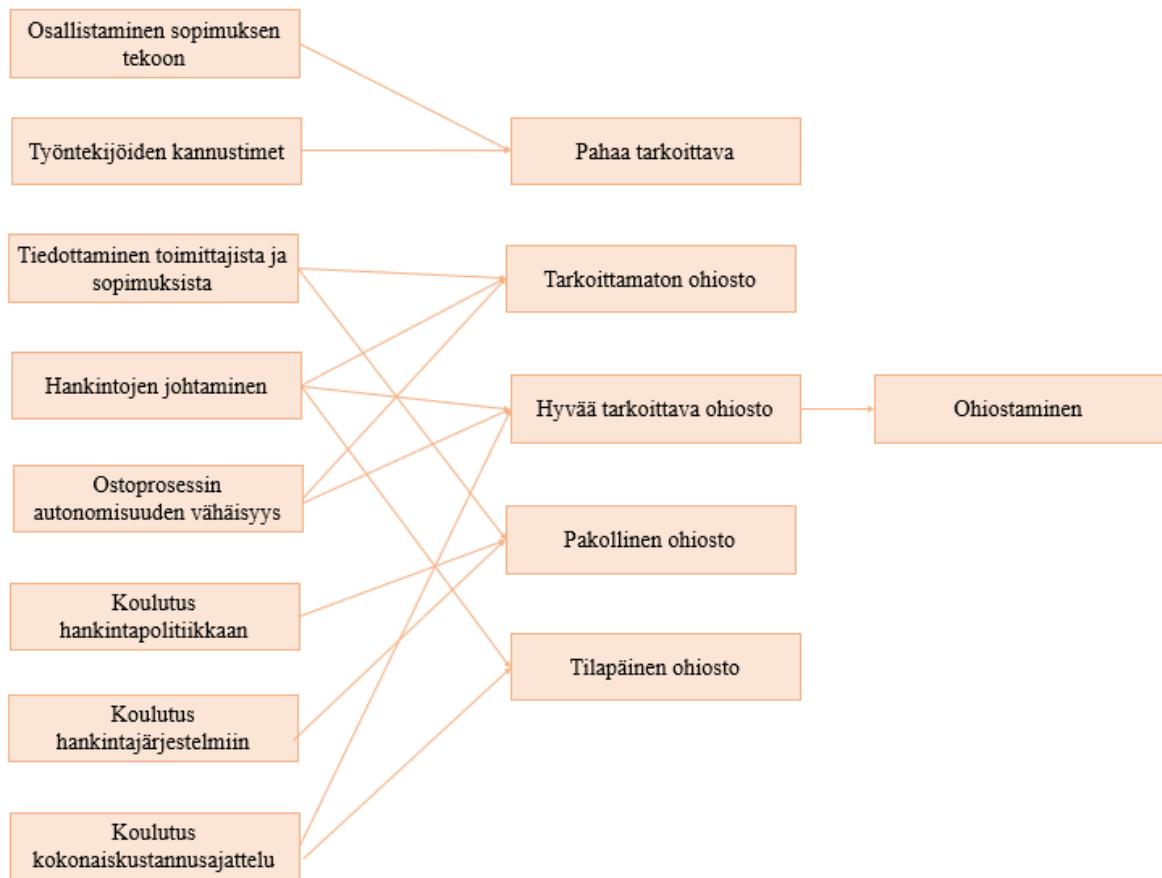 Osallistaminen sopimuksen
tekoon
Työntekijöiden kannustimet
Tiedottaminen toimittajista ja
sopimuksista
Hankintojen johtaminen
Ostoprosessin
autonomisuuden vähäisyys
Koulutus
hankintapolitiikkaan
Koulutus
hankintajärjestelmiin
Koulutus
kokonaiskustannusajattelu
Pahaa tarkoittava
Tarkoittamaton ohiosto
Hyvää tarkoittava ohiosto
Pakollinen ohiosto
Tilapäinen ohiosto
Ohiostaminen